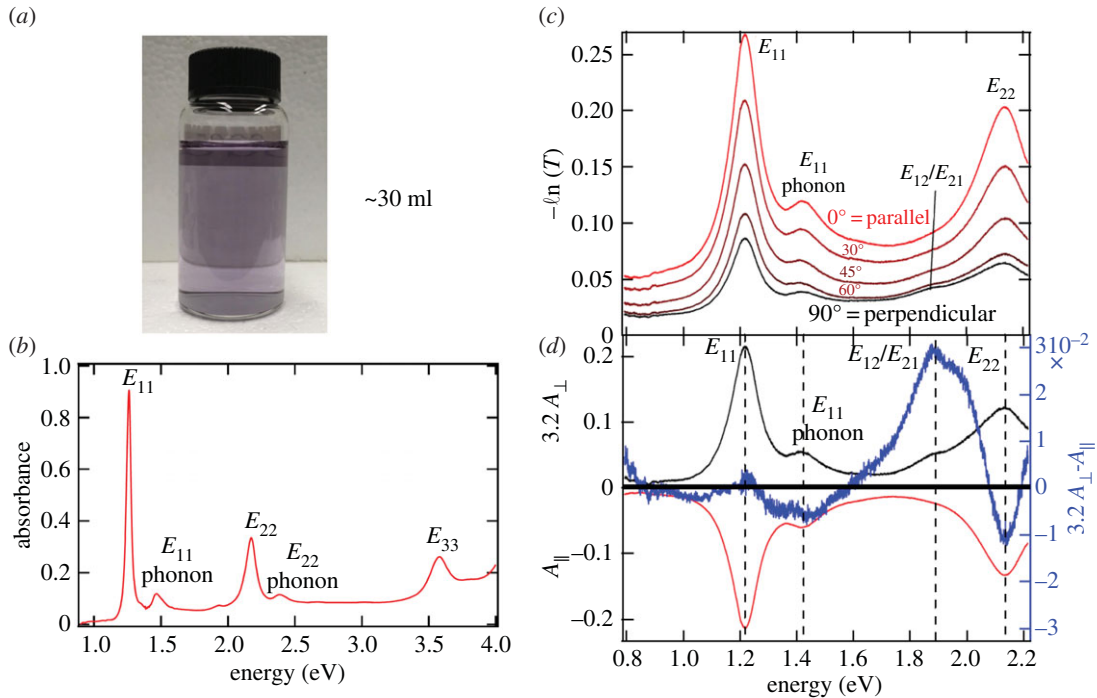 (a)
~30 ml
(b)
1.0
0.8
0.6
0.4
0.2
0
absorbance
E11
E11
phonon
E22
E22
phonon
E33
1.0 1.5 2.0 2.5 3.0 3.5 4.0
energy (eV)
(c)
0.25
0.20
0.15
0.10
0.05
0
–ℓn (T)
E11
E11
phonon
E12/E21
E22
0° = parallel
30°
45°
60°
90° = perpendicular
(d)
0.2
0.1
0
–0.1
–0.2
3.2 A⊥
A∥
E11
E11
phonon
E12/E21
E22
310–2
×
2
1
0
–1
–2
–3
3.2 A⊥-A∥
0.8 1.0 1.2 1.4 1.6 1.8 2.0 2.2
energy (eV)